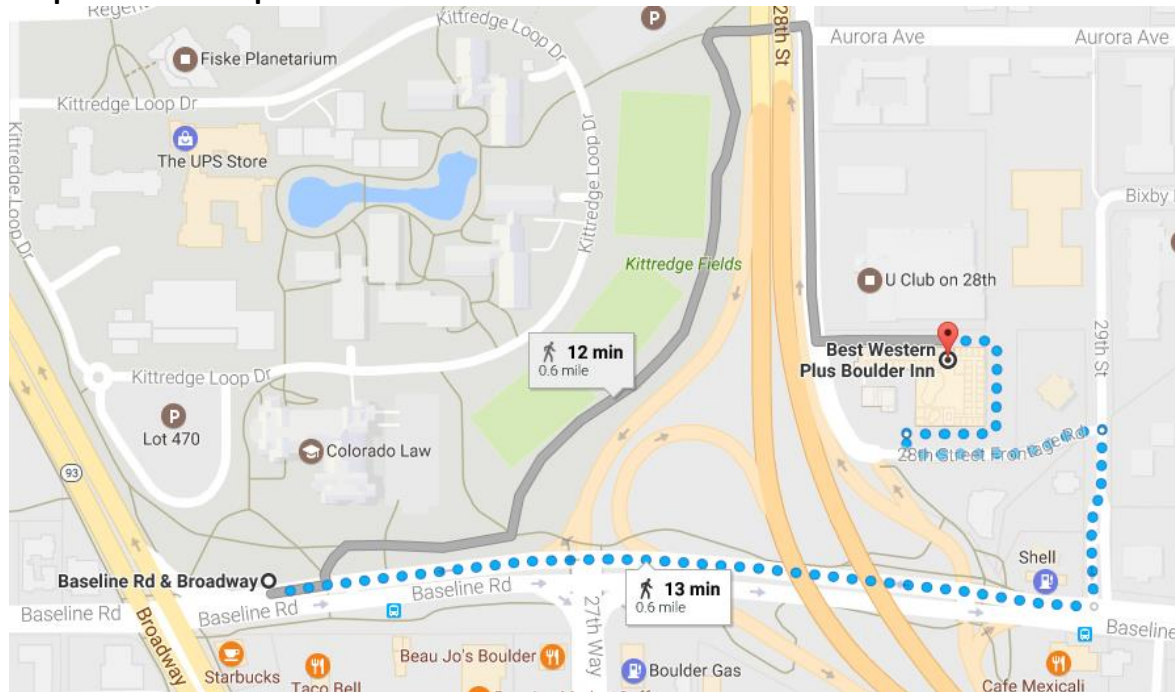 Regent
Kittredge Loop Dr
P
28th St
Aurora Ave
Aurora Ave
Fiske Planetarium
Kittredge Loop Dr
Kittredge Loop Dr
The UPS Store
Kittredge Loop Dr
Bixby
Kittredge Fields
U Club on 28th
12 min
0.6 mile
Best Western
Plus Boulder Inn
29th St
Kittredge Loop Dr
P
Lot 470
Colorado Law
28th Street Frontage Rd
93
Shell
Baseline Rd & Broadway
Baseline Rd
13 min
0.6 mile
Baseline Rd
Baseline Rd
Baseline
Broadway
27th Way
Starbucks
Taco Bell
Beau Jo's Boulder
Boulder Gas
Cafe Mexicali